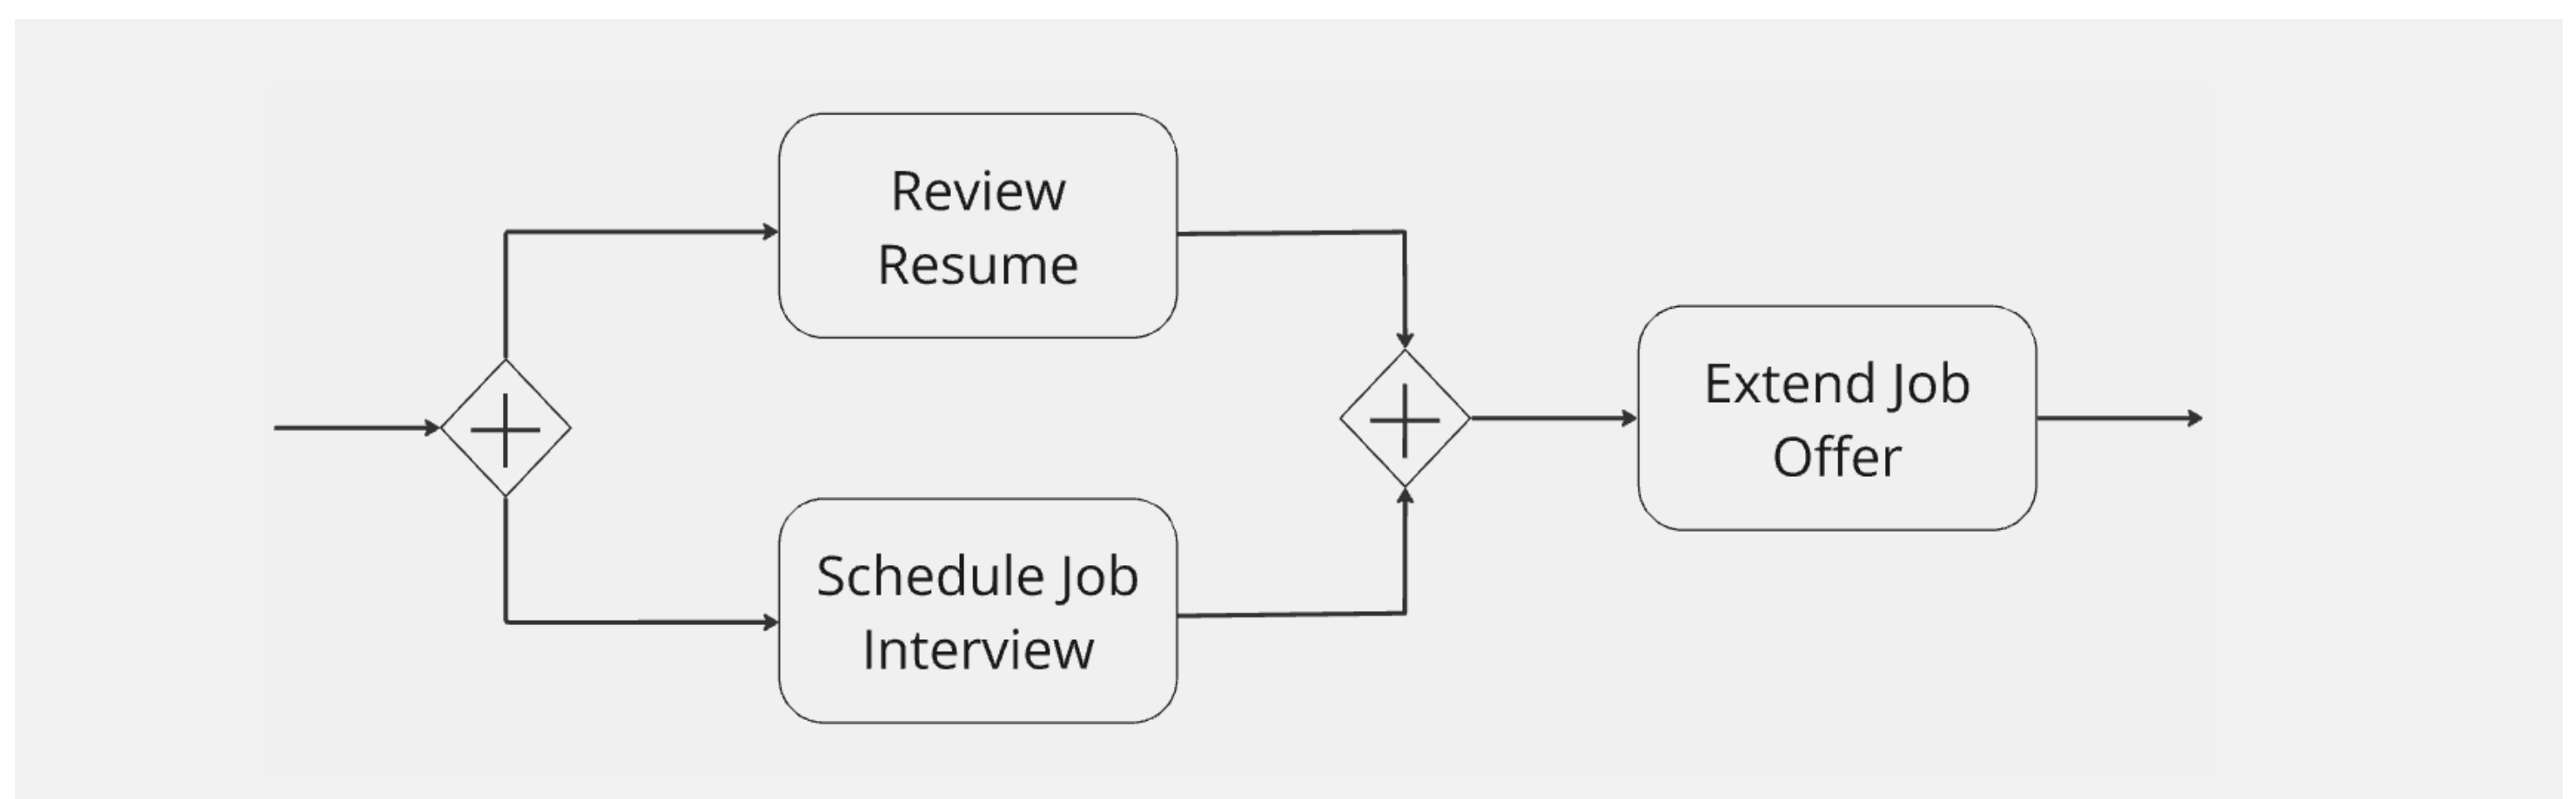 Review
Resume
Schedule Job
Interview
Extend Job
Offer